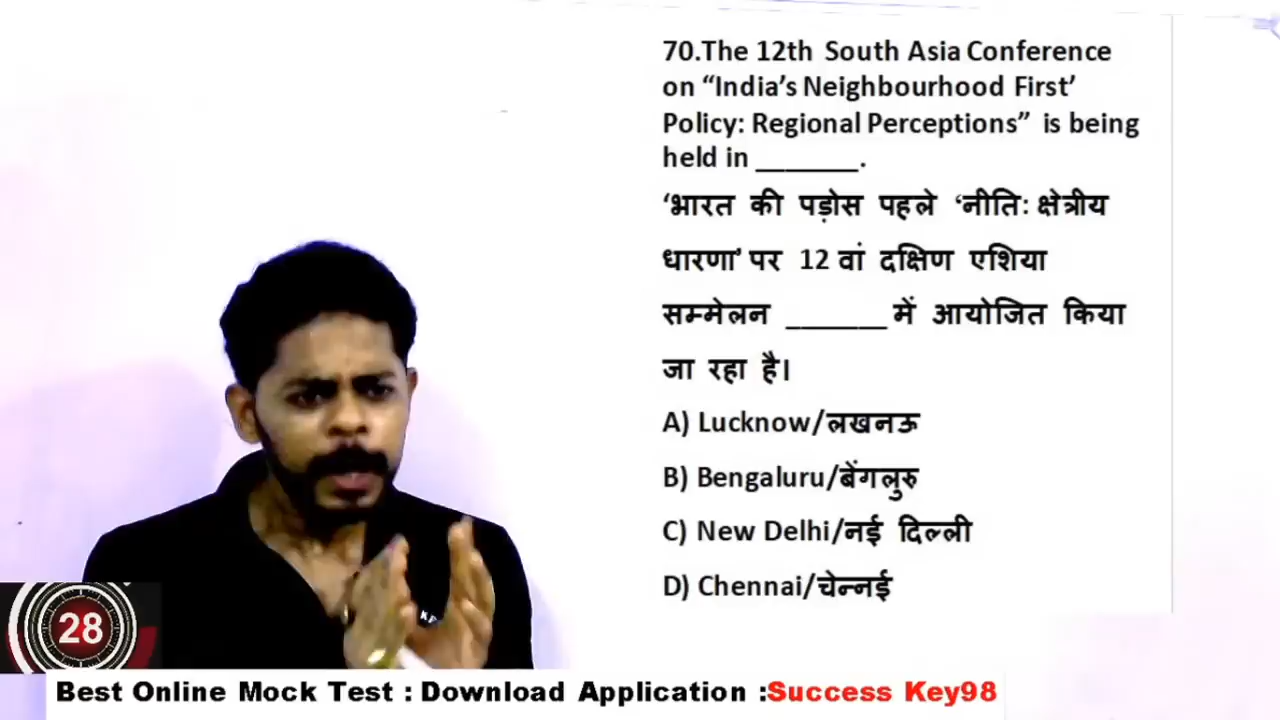 70.The 12th South Asia Conference
on “India’s Neighbourhood First’
Policy: Regional Perceptions” is being
held in _______.
‘भारत की पड़ोस पहले ‘नीति: क्षेत्रीय
धारणा’ पर 12 वां दक्षिण एशिया
सम्मेलन _______ में आयोजित किया
जा रहा है।
A) Lucknow/लखनऊ
B) Bengaluru/बेंगलुरु
C) New Delhi/नई दिल्ली
D) Chennai/चेन्नई
28
Best Online Mock Test : Download Application :Success Key98